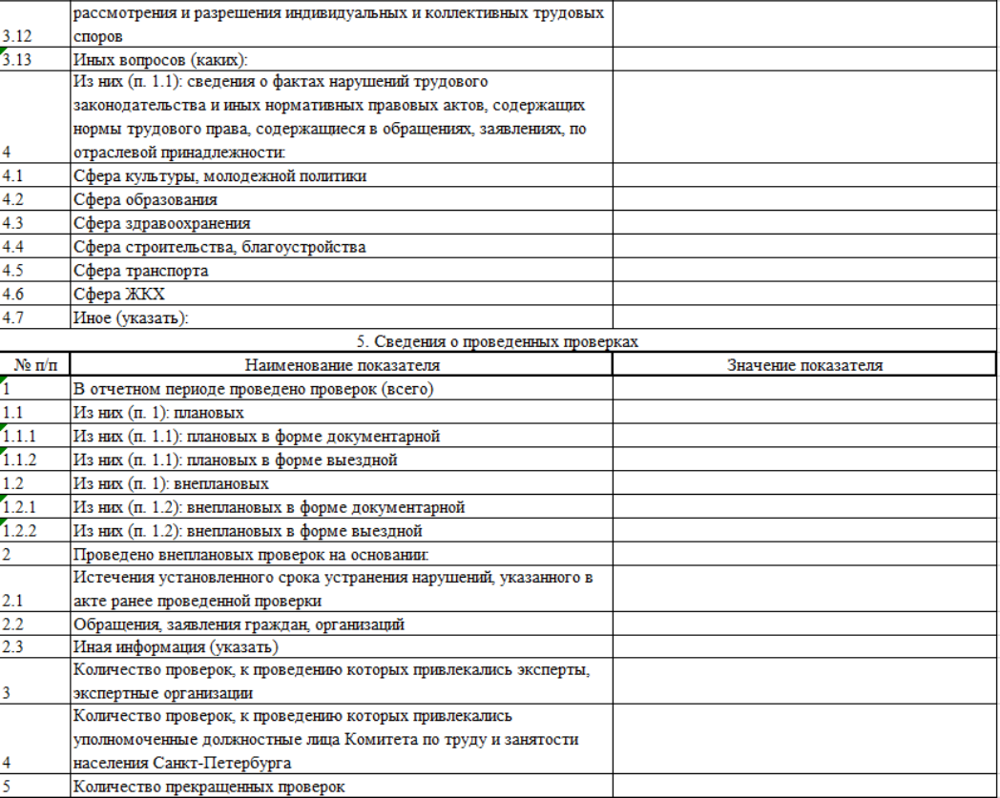 рассмотрения и разрешения индивидуальных и коллективных трудовых
3.12 споров
3.13 Иных вопросов (каких):
Из них (п. 1.1): сведения о фактах нарушений трудового
законодательства и иных нормативных правовых актов, содержащих
нормы трудового права, содержащиеся в обращениях, заявлениях, по
4 отраслевой принадлежности:
4.1 Сфера культуры, молодежной политики
4.2 Сфера образования
4.3 Сфера здравоохранения
4.4 Сфера строительства, благоустройства
4.5 Сфера транспорта
4.6 Сфера ЖКХ
4.7 Иное (указать):
5. Сведения о проведенных проверках
№ п/п Наименование показателя Значение показателя
1 В отчетном периоде проведено проверок (всего)
1.1 Из них (п. 1): плановых
1.1.1 Из них (п. 1.1): плановых в форме документарной
1.1.2 Из них (п. 1.1): плановых в форме выездной
1.2 Из них (п. 1): внеплановых
1.2.1 Из них (п. 1.2): внеплановых в форме документарной
1.2.2 Из них (п. 1.2): внеплановых в форме выездной
2 Проведено внеплановых проверок на основании:
Истечения установленного срока устранения нарушений, указанного в
2.1 акте ранее проведенной проверки
2.2 Обращения, заявления граждан, организаций
2.3 Иная информация (указать)
Количество проверок, к проведению которых привлекались эксперты,
3 экспертные организации
Количество проверок, к проведению которых привлекались
уполномоченные должностные лица Комитета по труду и занятости
4 населения Санкт-Петербурга
5 Количество прекращенных проверок